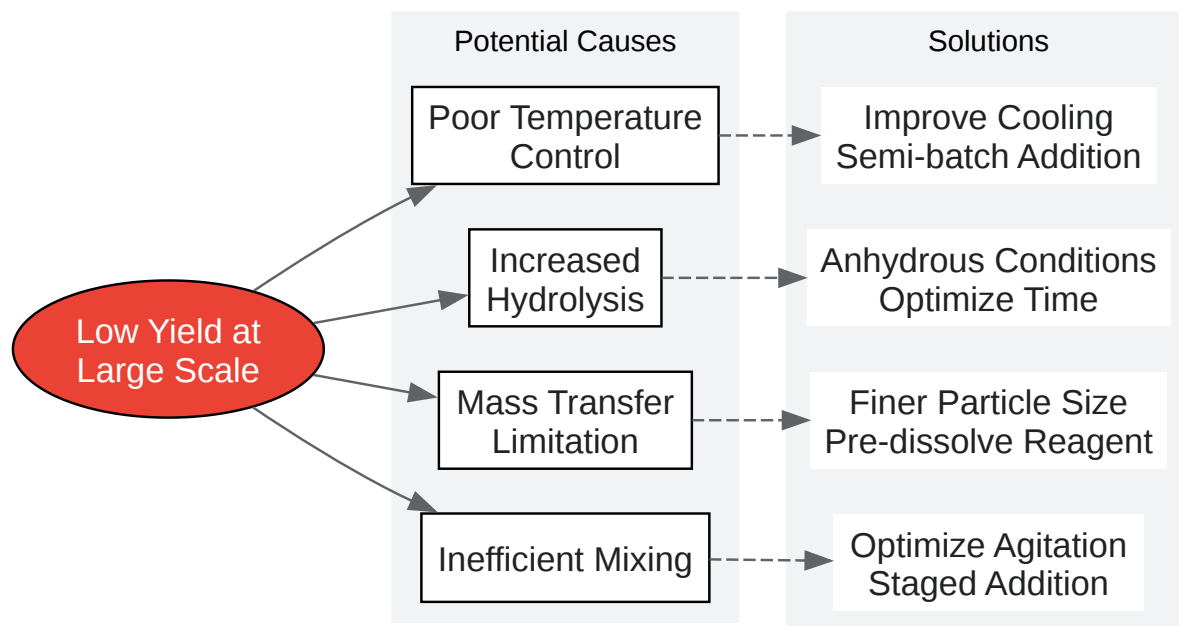 Potential Causes
Solutions
Poor Temperature
Control
Improve Cooling
Semi-batch Addition
Increased
Hydrolysis
Anhydrous Conditions
Optimize Time
Low Yield at
Large Scale
Mass Transfer
Limitation
Finer Particle Size
Pre-dissolve Reagent
Inefficient Mixing
Optimize Agitation
Staged Addition